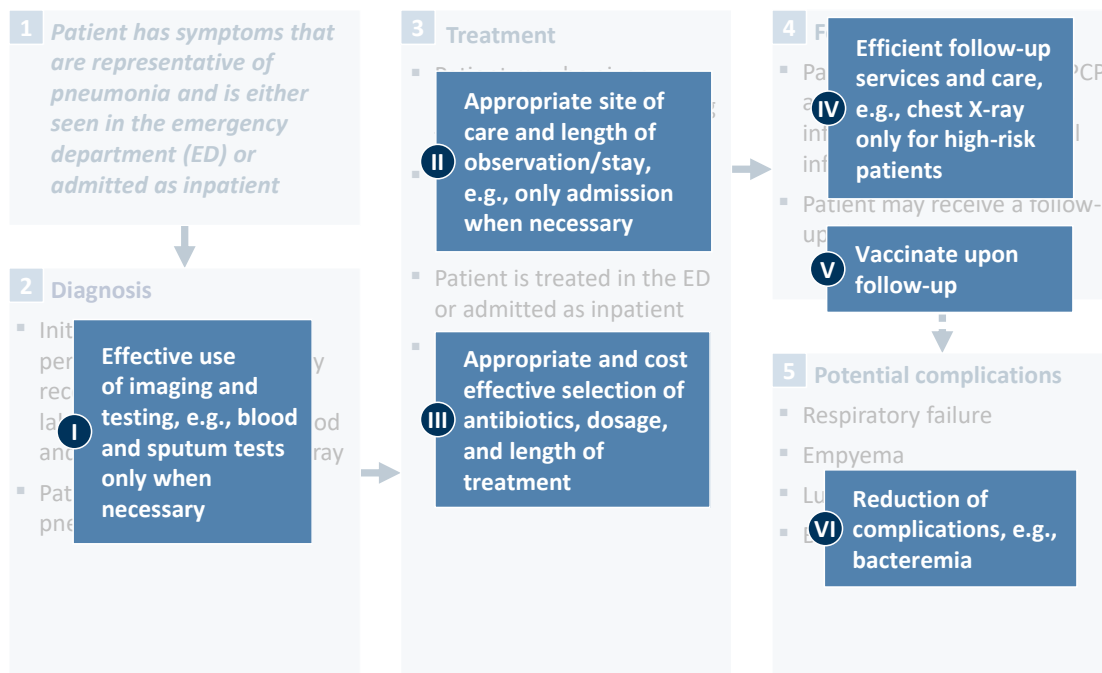 1
Patient has symptoms that
are representative of
pneumonia and is either
seen in the emergency
department (ED) or
admitted as inpatient
2
Diagnosis
I
Effective use
of imaging and
testing, e.g., blood
and sputum tests
only when
necessary
3
Treatment
II
Appropriate site of
care and length of
observation/stay,
e.g., only admission
when necessary
▪ Patient is treated in the ED
or admitted as inpatient
III
Appropriate and cost
effective selection of
antibiotics, dosage,
and length of
treatment
4
IV
Efficient follow-up
services and care,
e.g., chest X-ray
only for high-risk
patients
▪ Patient may receive a follow-
up
V
Vaccinate upon
follow-up
5
Potential complications
▪ Respiratory failure
▪ Empyema
VI
Reduction of
complications, e.g.,
bacteremia